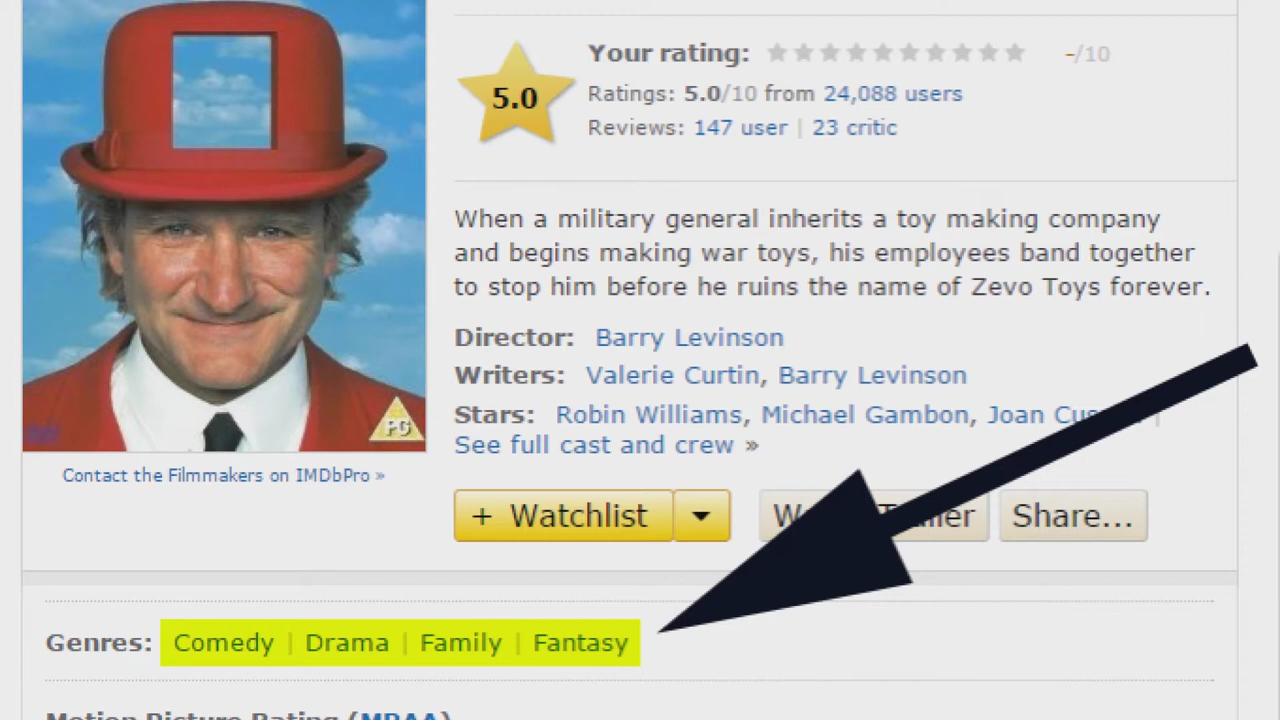 Your rating: -/10
5.0
Ratings: 5.0/10 from 24,088 users
Reviews: 147 user | 23 critic
When a military general inherits a toy making company
and begins making war toys, his employees band together
to stop him before he ruins the name of Zevo Toys forever.
Director: Barry Levinson
Writers: Valerie Curtin, Barry Levinson
Stars: Robin Williams, Michael Gambon, Joan |
See full cast and crew »
PG
Contact the Filmmakers on IMDbPro »
+ Watchlist
Share...
Genres: Comedy | Drama | Family | Fantasy
Motion Picture Rating (MPAA)